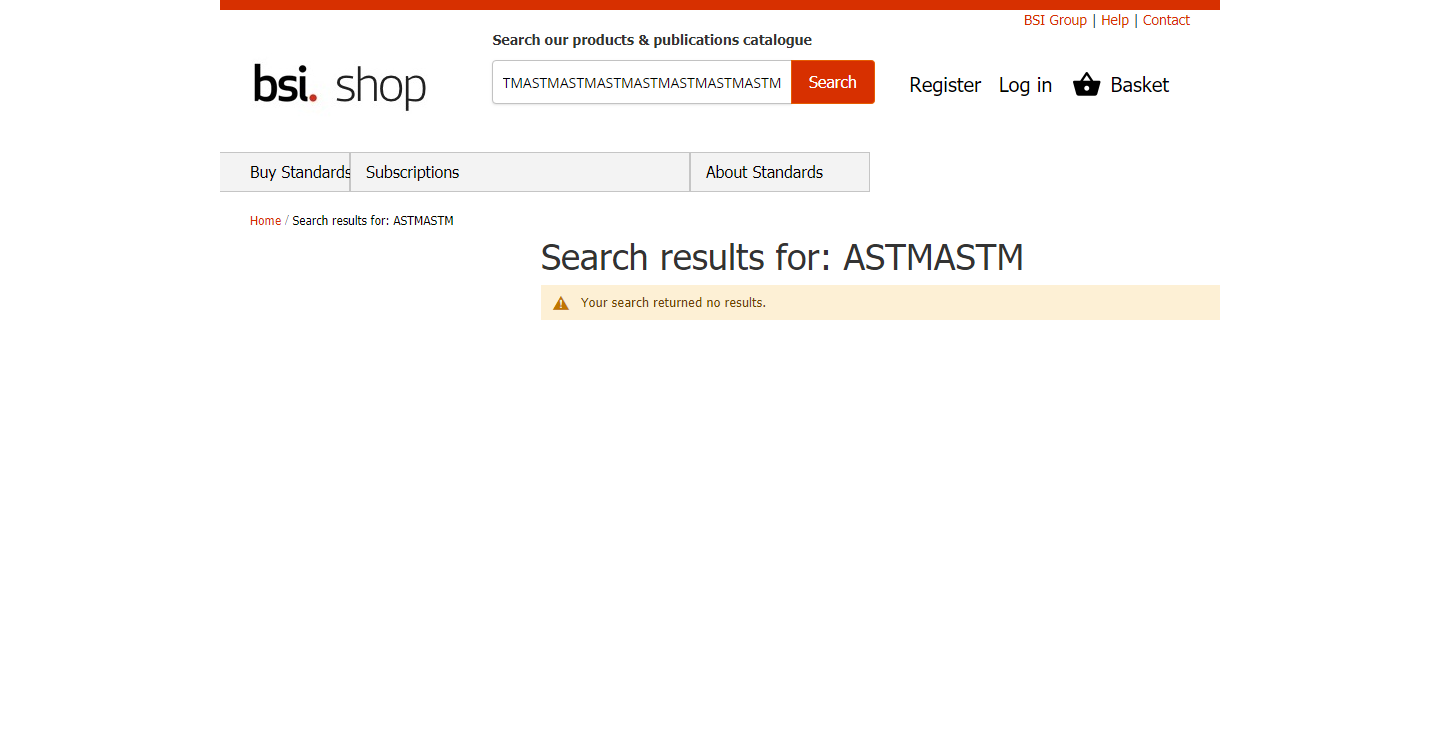 BSI Group | Help | Contact
Search our products & publications catalogue
bsi. shop
TMASTMASTMASTMASTMASTMASTMASTM
Search
Register
Log in
Basket
Buy Standards
Subscriptions
About Standards
Home / Search results for: ASTMASTM
Search results for: ASTMASTM
Your search returned no results.